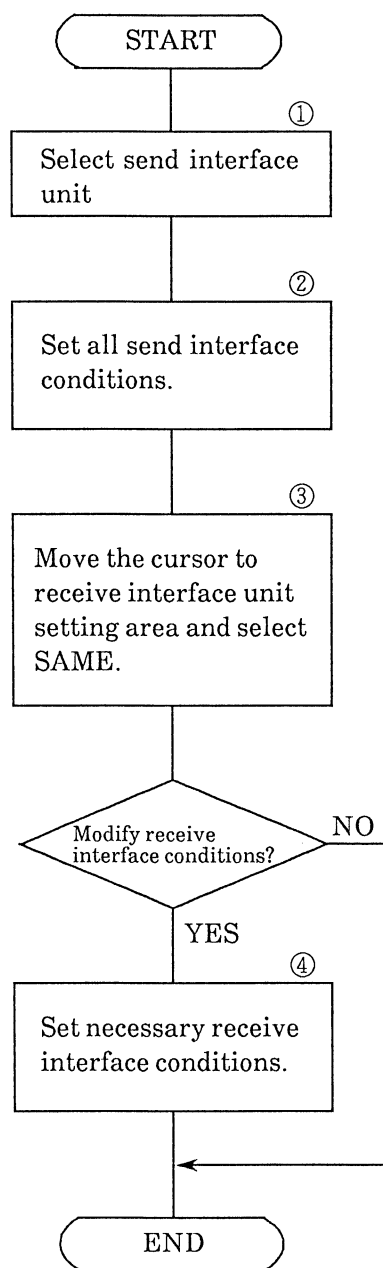 START
①
Select send interface
unit
②
Set all send interface
conditions.
③
Move the cursor to
receive interface unit
setting area and select
SAME.
Modify receive
interface conditions?
NO
YES
④
Set necessary receive
interface conditions.
END